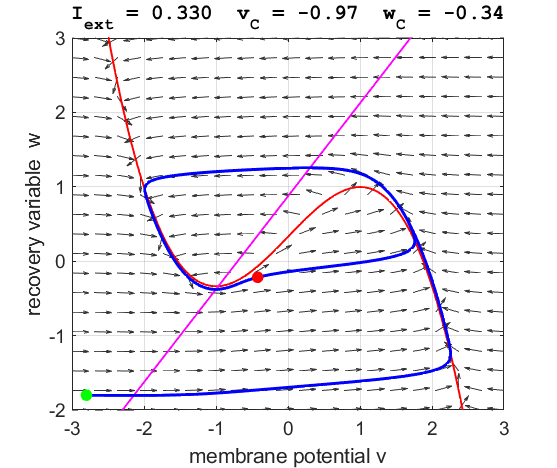 I_ext = 0.330 v_C = -0.97 w_C = -0.34
3
2
1
0
-1
-2
recovery variable w
-3 -2 -1 0 1 2 3
membrane potential v